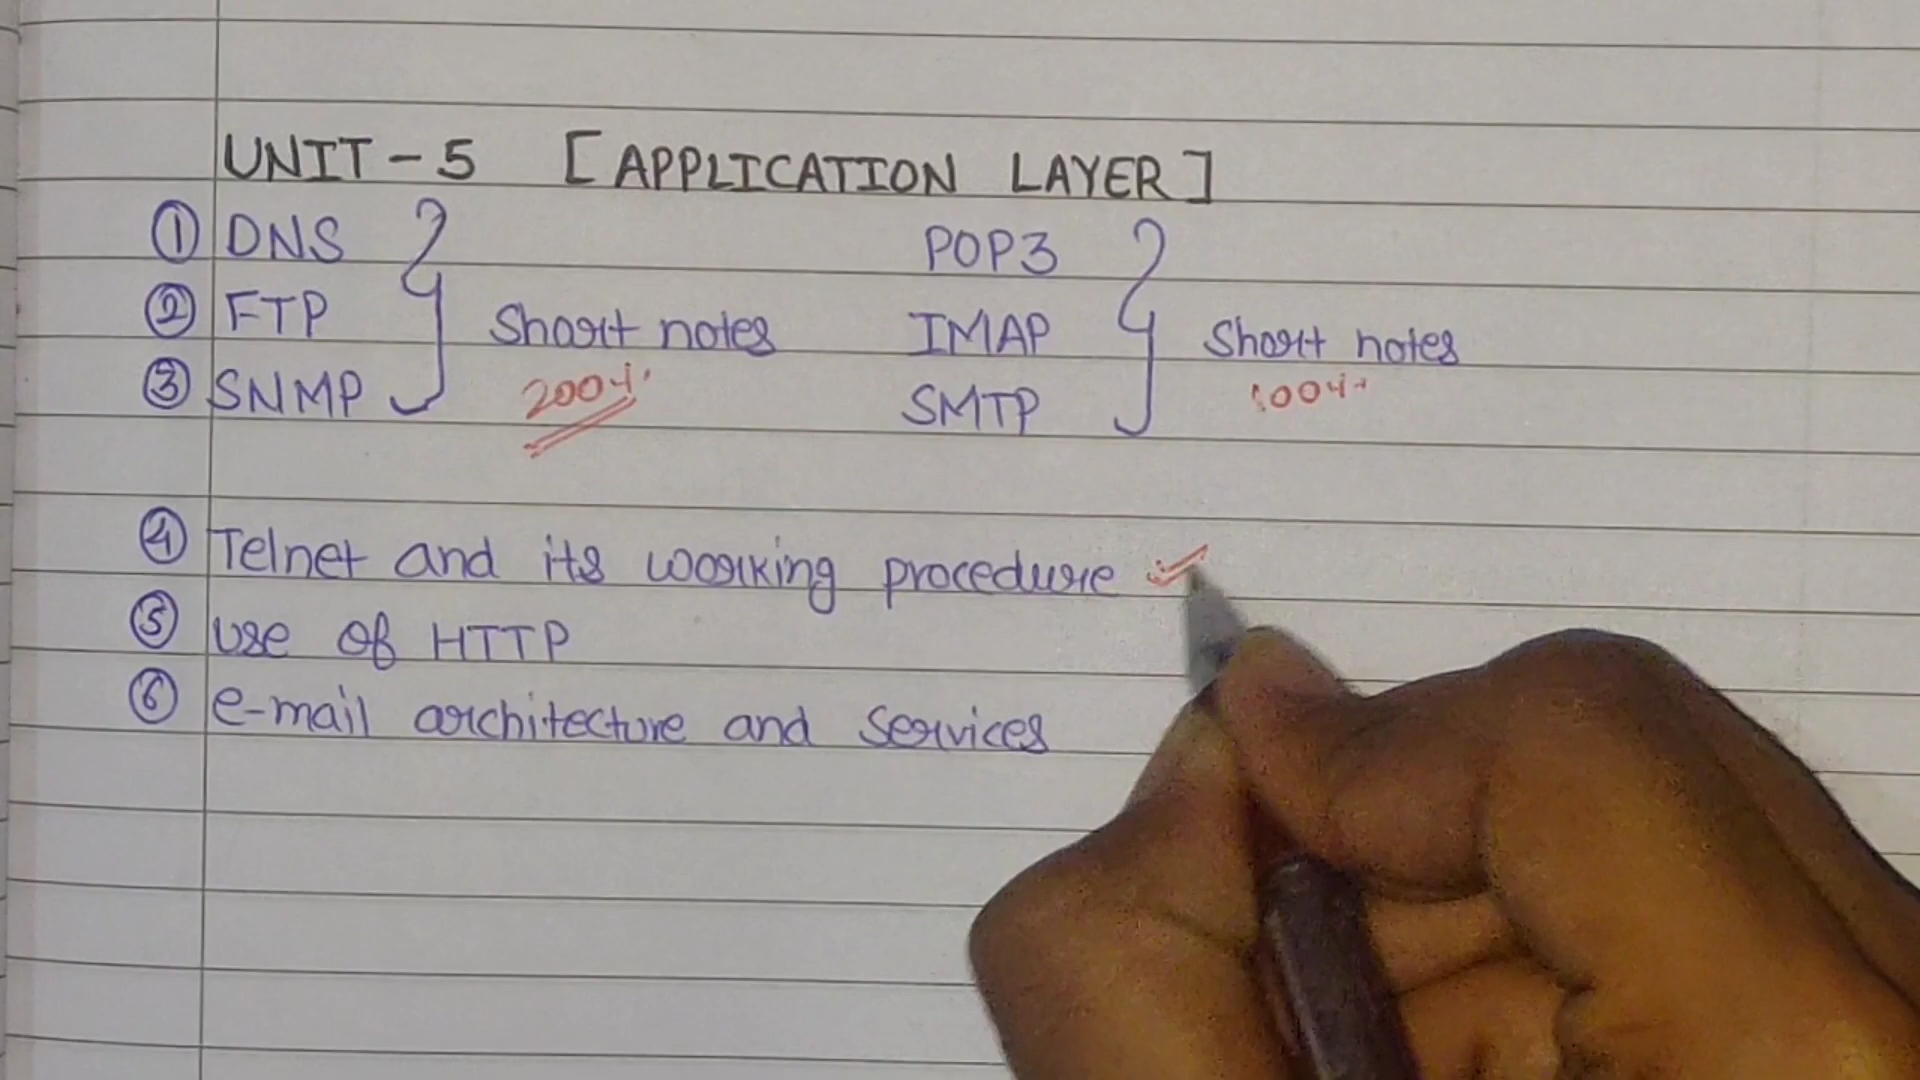 UNIT-5 [APPLICATION LAYER]
① DNS
② FTP
③ SNMP
Short notes
200%
POP3
IMAP
SMTP
Short notes
100%
④ Telnet and its working procedure
⑤ use of HTTP
⑥ e-mail architecture and services